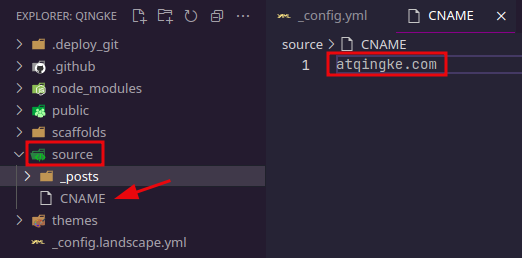 EXPLORER: QINGKE
.deploy_git
.github
node_modules
public
scaffolds
source
_posts
CNAME
themes
_config.landscape.yml
_config.yml
CNAME
source > CNAME
1 atqingke.com